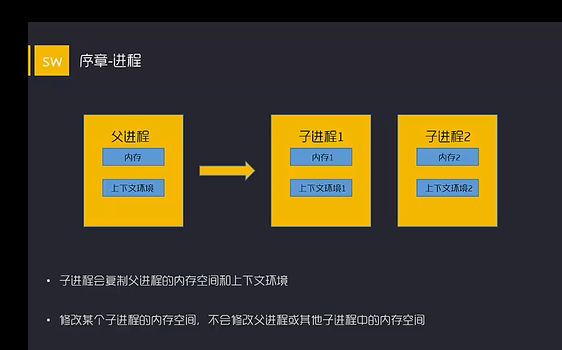 SW 序章-进程
父进程
内存
上下文环境
子进程1
内存1
上下文环境1
子进程2
内存2
上下文环境2
• 子进程会复制父进程的内存空间和上下文环境
• 修改某个子进程的内存空间，不会修改父进程或其他子进程中的内存空间